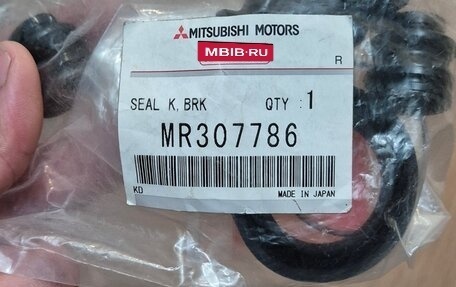 MITSUBISHI MOTORS
MBIB.RU
R
SEAL K, BRK QTY : 1
MR307786
KD MADE IN JAPAN